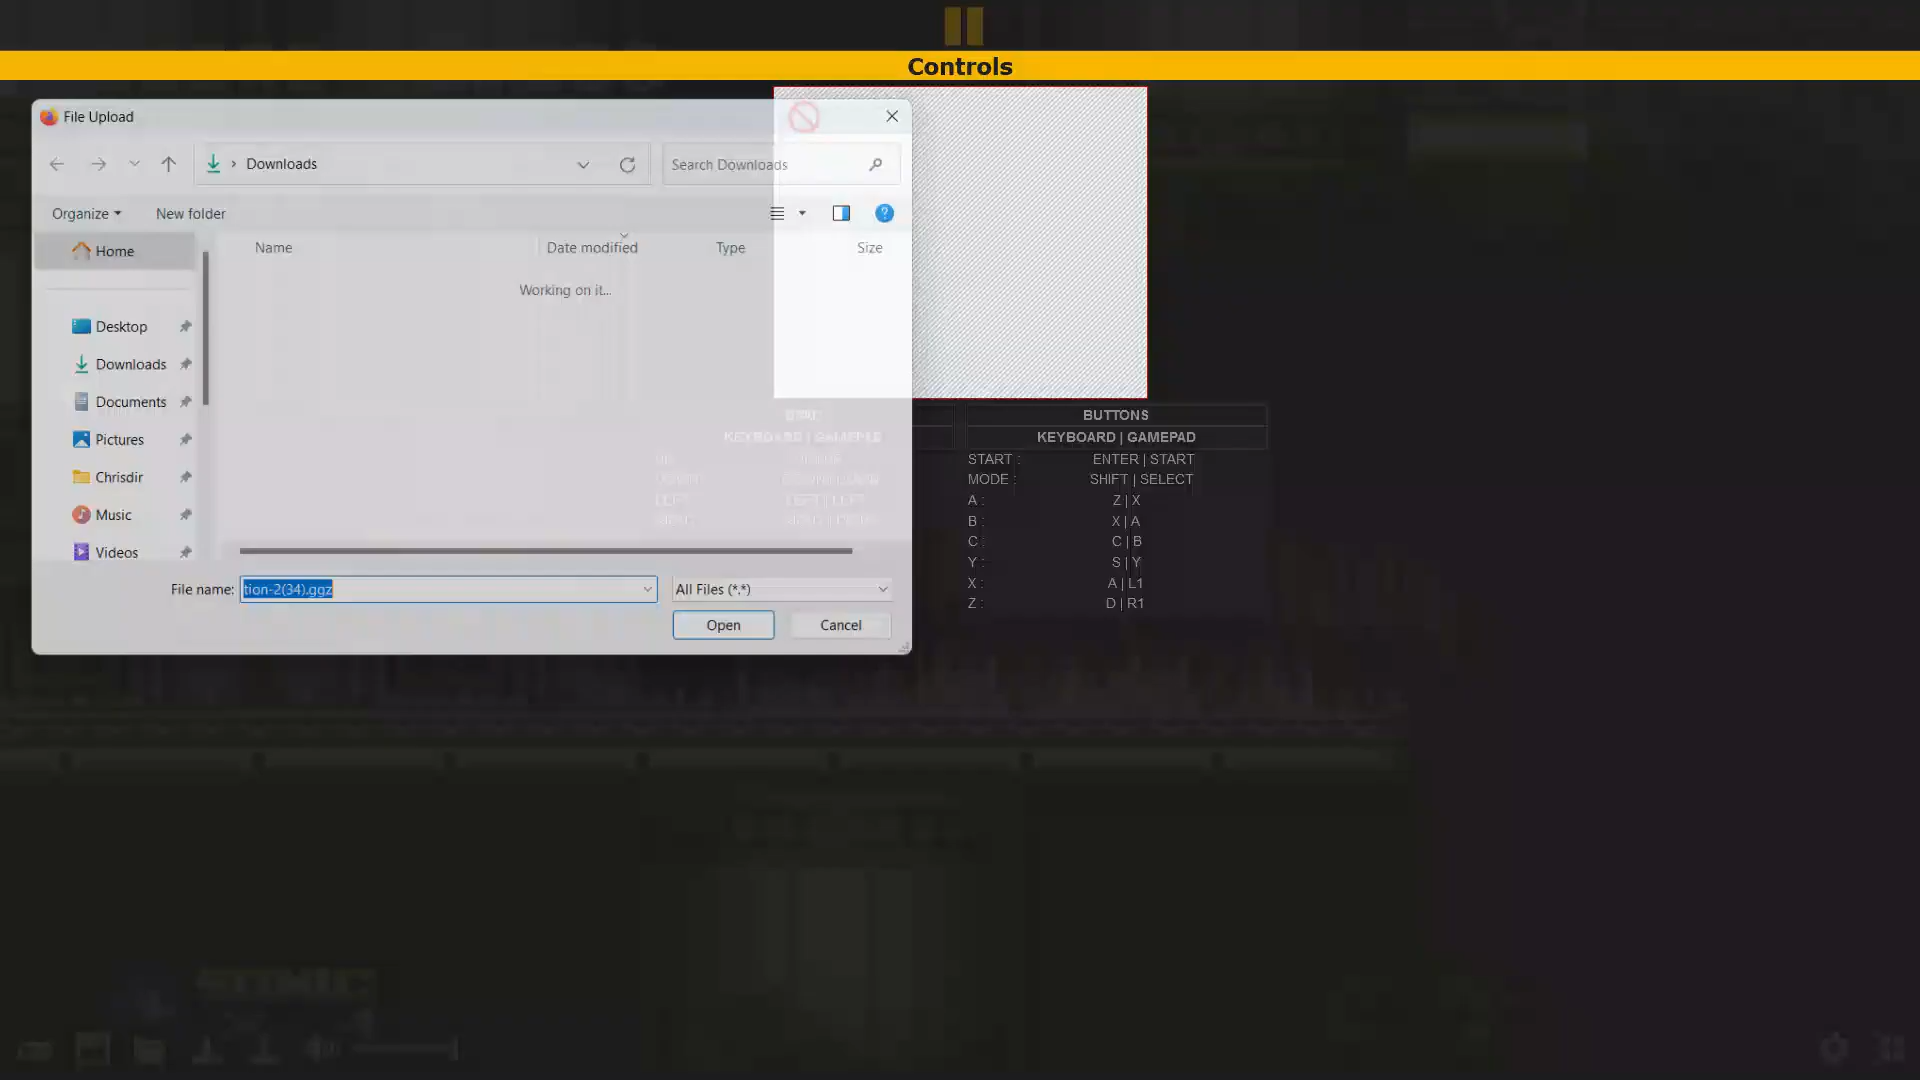 Controls
File Upload
Downloads
Search Downloads
Organize
New folder
Name
Date modified
Type
Size
Home
Working on it...
Desktop
Downloads
Documents
Pictures
Chrisdir
Music
Videos
File name:
tion-2(34).ggz
All Files (*.*)
Open
Cancel
BUTTONS
KEYBOARD | GAMEPAD
START :
ENTER | START
MODE :
SHIFT | SELECT
A :
Z | X
B :
X | A
C :
C | B
Y :
S | Y
X :
A | L1
Z :
D | R1